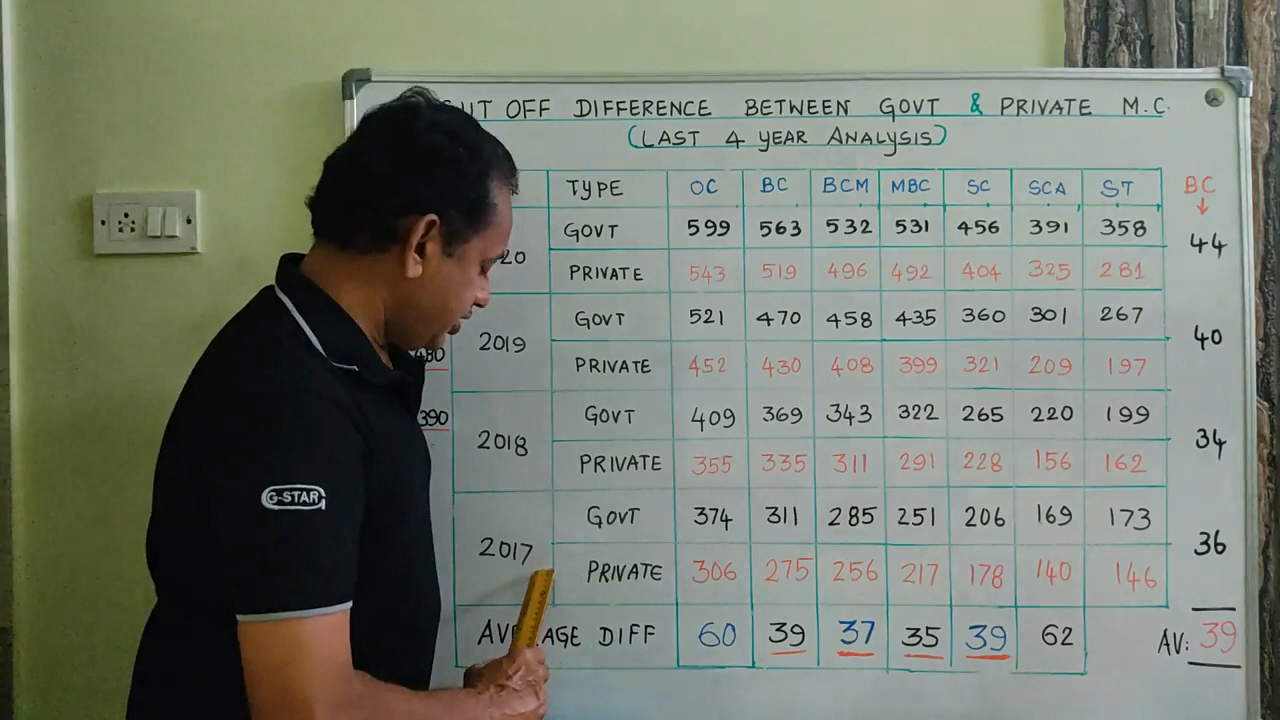 OFF DIFFERENCE BETWEEN GOVT & PRIVATE M.C.
(LAST 4 YEAR ANALYSIS)
TYPE OC BC BCM MBC SC SCA ST BC
GOVT 599 563 532 531 456 391 358 44
PRIVATE 543 519 496 492 404 325 281
2019 GOVT 521 470 458 435 360 301 267 40
480 PRIVATE 452 430 408 399 321 209 197
390 2018 GOVT 409 369 343 322 265 220 199 34
PRIVATE 355 335 311 291 228 156 162
2017 GOVT 374 311 285 251 206 169 173 36
PRIVATE 306 275 256 217 178 140 146
DIFF 60 39 37 35 39 62 AV: 39
G-STAR